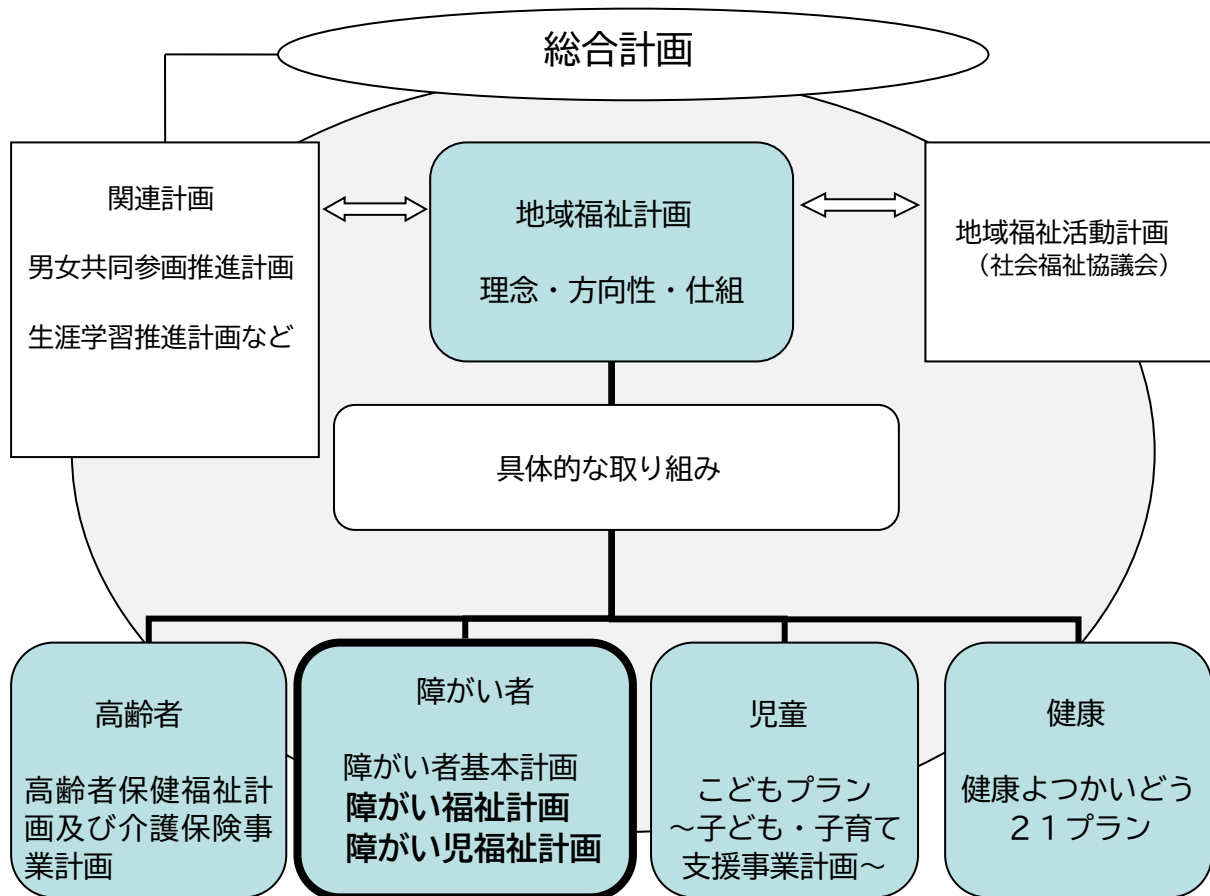 総合計画
関連計画
男女共同参画推進計画
生涯学習推進計画など
地域福祉計画
理念・方向性・仕組
地域福祉活動計画
（社会福祉協議会）
具体的な取り組み
高齢者
高齢者保健福祉計
画及び介護保険事
業計画
障がい者
障がい者基本計画
障がい福祉計画
障がい児福祉計画
児童
こどもプラン
～子ども・子育て
支援事業計画～
健康
健康よつかいどう
２１プラン